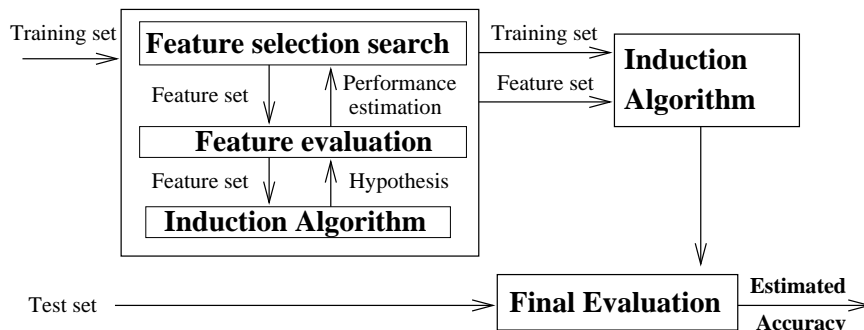 Training set
Feature selection search
Feature set
Performance
estimation
Feature evaluation
Feature set
Hypothesis
Induction Algorithm
Training set
Feature set
Induction
Algorithm
Test set
Final Evaluation
Estimated
Accuracy